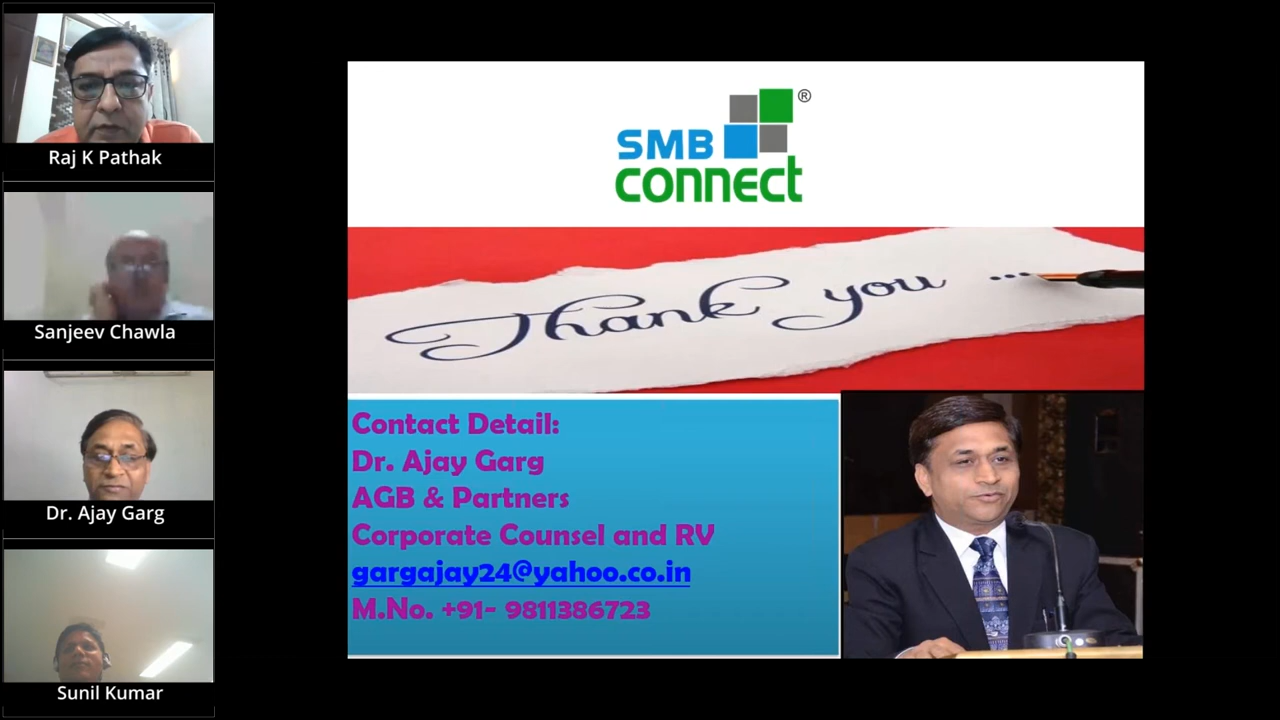 Raj K Pathak
Sanjeev Chawla
Dr. Ajay Garg
Sunil Kumar
SMB
connect
®
Thank you ...
Contact Detail:
Dr. Ajay Garg
AGB & Partners
Corporate Counsel and RV
gargajay24@yahoo.co.in
M.No. +91- 9811386723